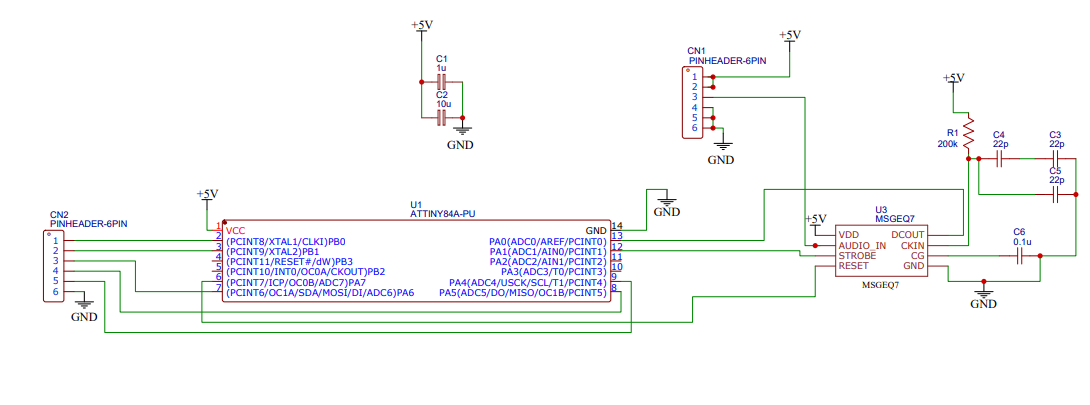 +5V
C1
1u
C2
10u
GND
CN1
PINHEADER-6PIN
1
2
3
4
5
6
+5V
GND
+5V
R1
200k
C4
22p
C3
22p
C5
22p
C6
0.1u
CN2
PINHEADER-6PIN
1
2
3
4
5
6
GND
+5V
U1
ATTINY84A-PU
1 VCC
2 (PCINT8/XTAL1/CLKI)PB0
3 (PCINT9/XTAL2)PB1
4 (PCINT11/RESET#/dW)PB3
5 (PCINT10/INT0/OC0A/CKOUT)PB2
6 (PCINT7/ICP/OC0B/ADC7)PA7
7 (PCINT6/OC1A/SDA/MOSI/DI/ADC6)PA6
GND 14
PA0(ADC0/AREF/PCINT0) 13
PA1(ADC1/AIN0/PCINT1) 12
PA2(ADC2/AIN1/PCINT2) 11
PA3(ADC3/T0/PCINT3) 10
PA4(ADC4/USCK/SCL/T1/PCINT4) 9
PA5(ADC5/DO/MISO/OC1B/PCINT5) 8
GND
+5V
U3
MSGEQ7
VDD DCOUT
AUDIO_IN CKIN
STROBE CG
RESET GND
MSGEQ7
GND